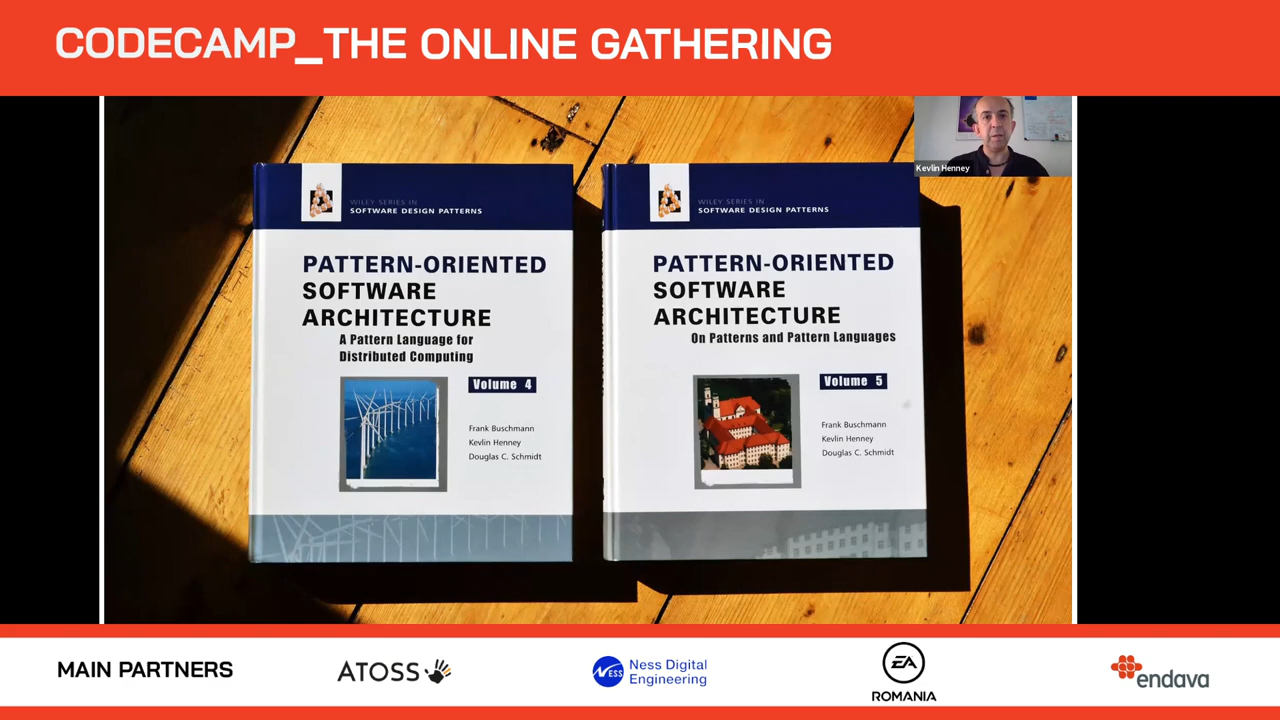 CODECAMP_THE ONLINE GATHERING
Kevlin Henney
WILEY SERIES IN
SOFTWARE DESIGN PATTERNS
PATTERN-ORIENTED
SOFTWARE
ARCHITECTURE
A Pattern Language for
Distributed Computing
Volume 4
Frank Buschmann
Kevlin Henney
Douglas C. Schmidt
WILEY SERIES IN
SOFTWARE DESIGN PATTERNS
PATTERN-ORIENTED
SOFTWARE
ARCHITECTURE
On Patterns and Pattern Languages
Volume 5
Frank Buschmann
Kevlin Henney
Douglas C. Schmidt
MAIN PARTNERS
ATOSS
NESS
Ness Digital
Engineering
EA
ROMANIA
endava